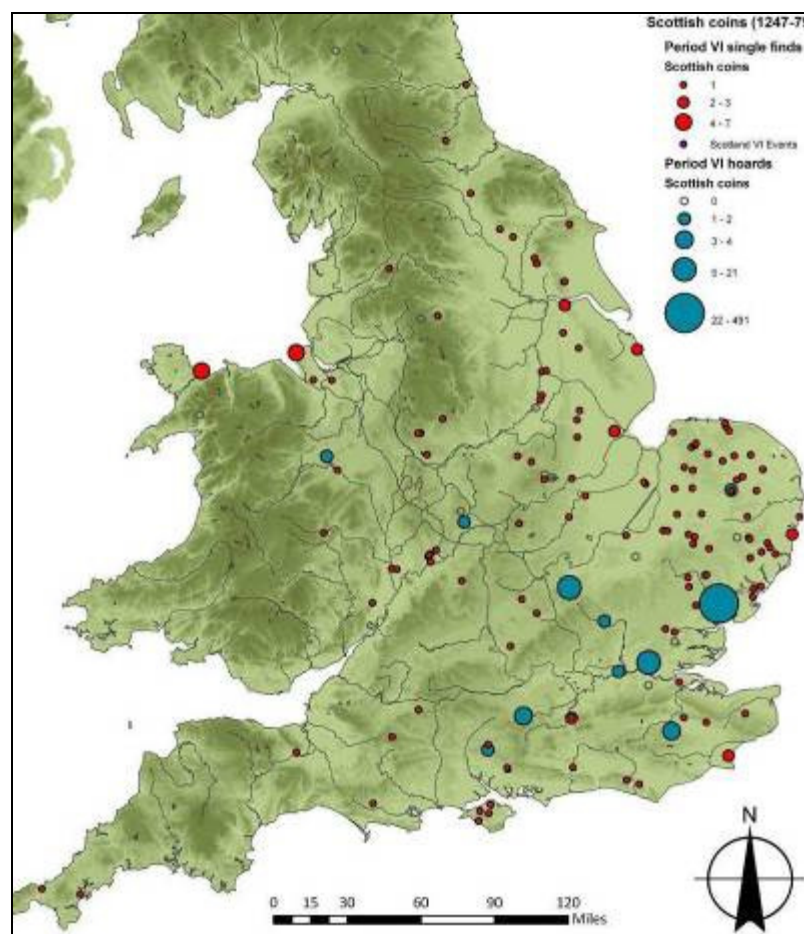 Scottish coins (1247-79
Period VI single finds
Scottish coins
1
2 - 3
4 - 7
Scotland VI Events
Period VI hoards
Scottish coins
0
1 - 2
3 - 4
5 - 21
22 - 491
N
0 15 30 60 90 120
Miles